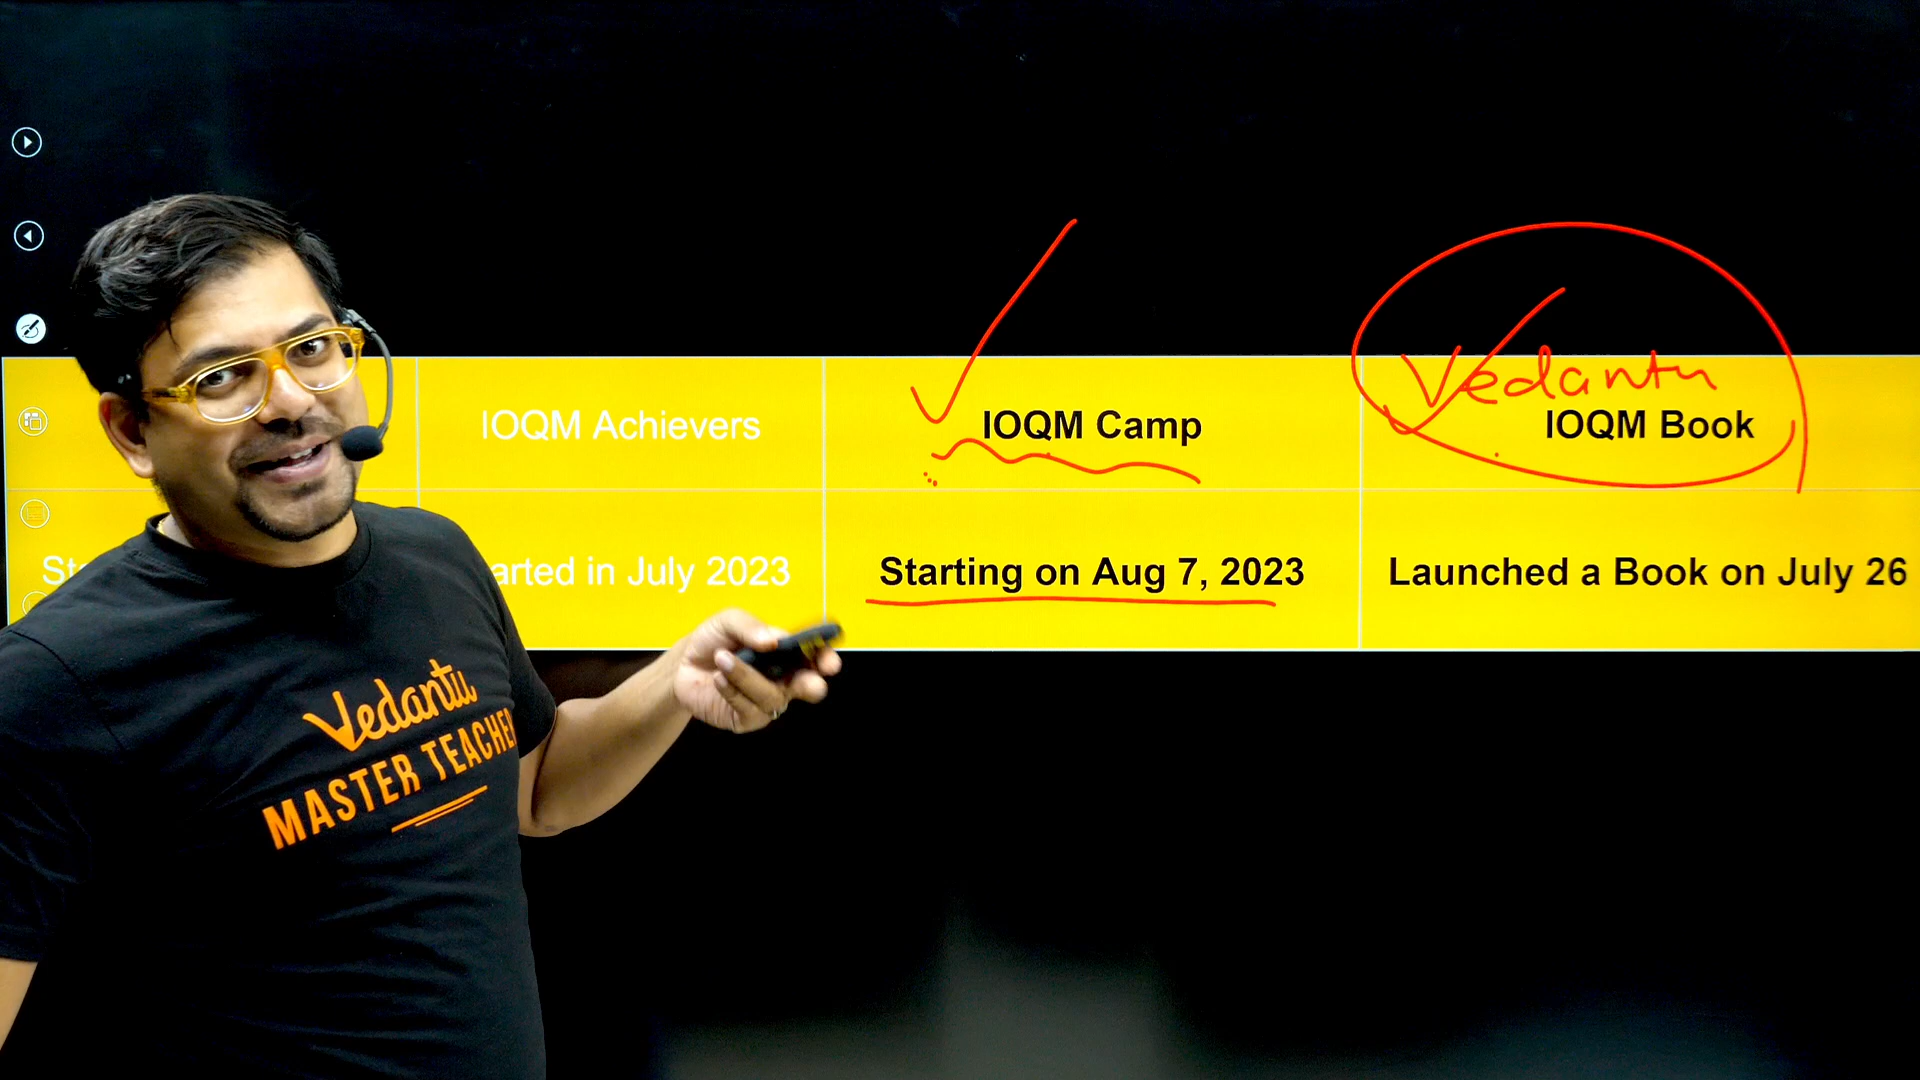 Vedantu
IOQM Achievers
IOQM Camp
IOQM Book
St
arted in July 2023
Starting on Aug 7, 2023
Launched a Book on July 26
Vedantu
MASTER TEACHER